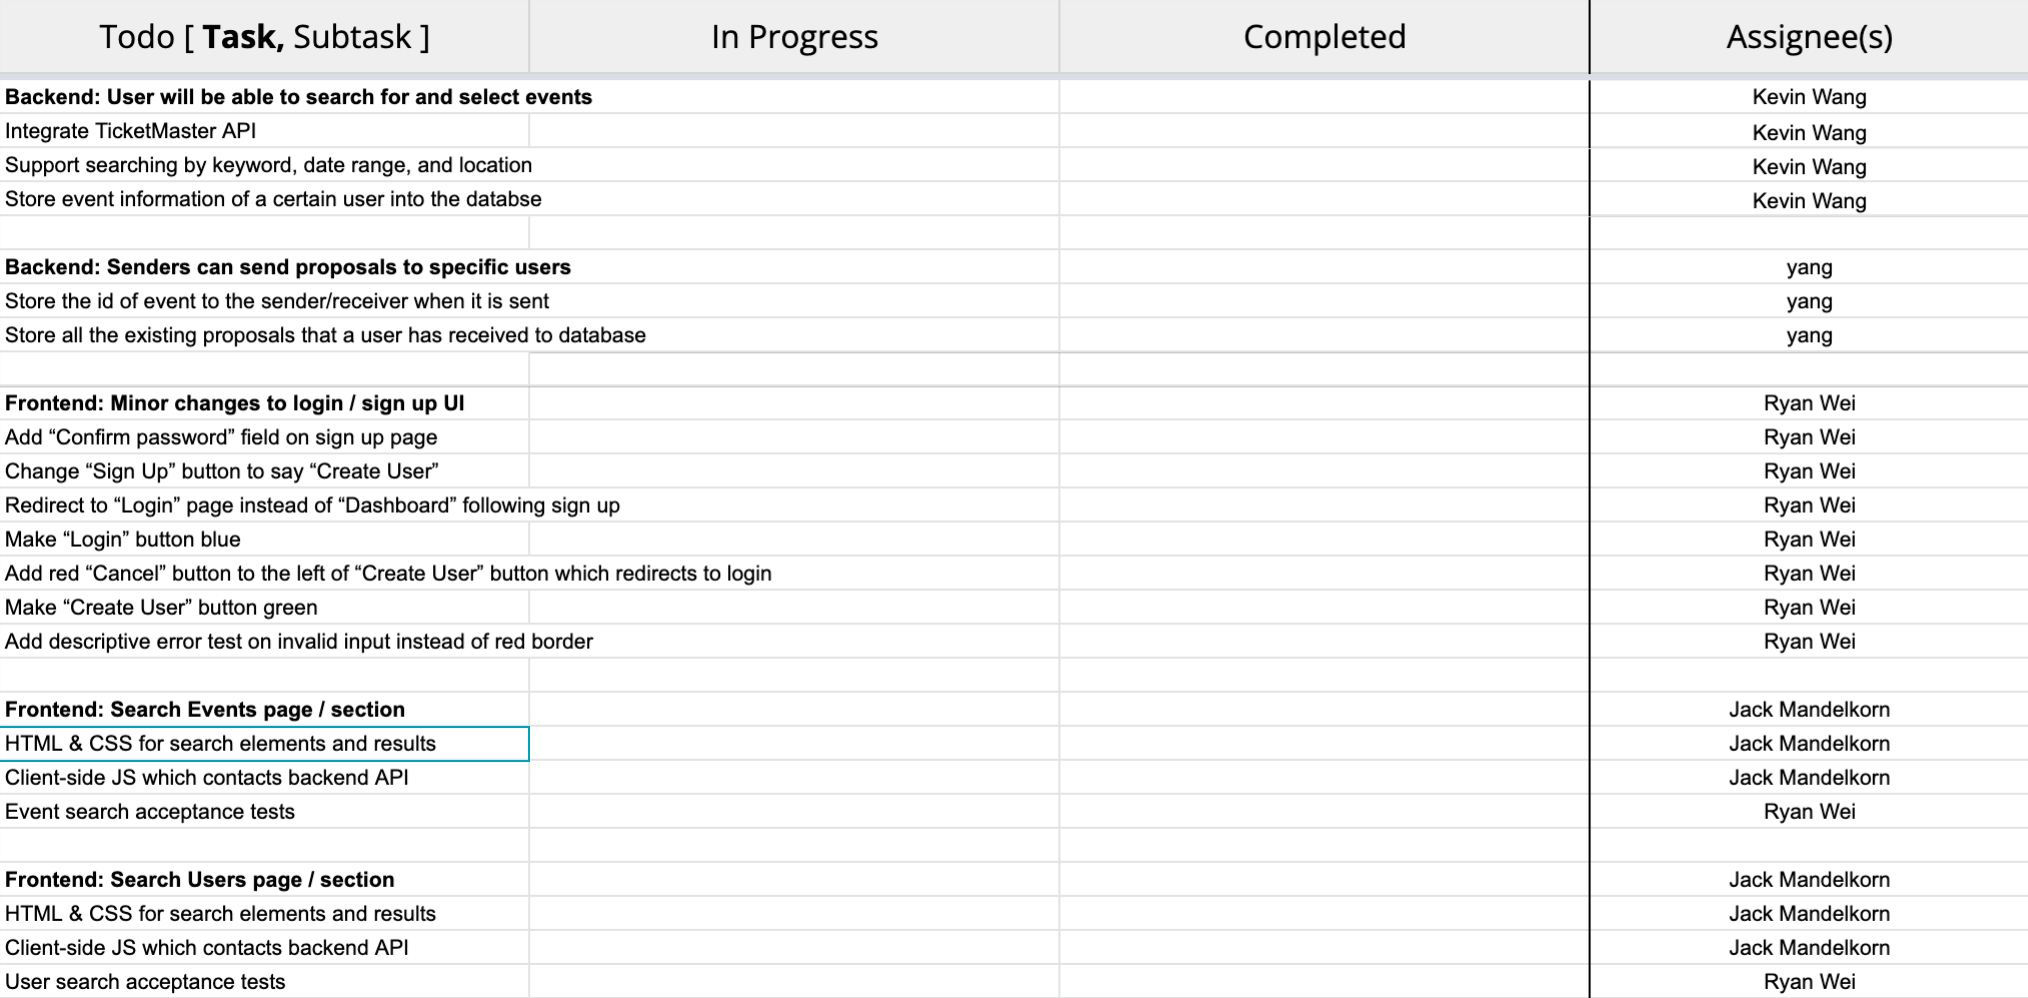 Todo [ Task, Subtask ] In Progress Completed Assignee(s)
Backend: User will be able to search for and select events Kevin Wang
Integrate TicketMaster API Kevin Wang
Support searching by keyword, date range, and location Kevin Wang
Store event information of a certain user into the databse Kevin Wang
Backend: Senders can send proposals to specific users yang
Store the id of event to the sender/receiver when it is sent yang
Store all the existing proposals that a user has received to database yang
Frontend: Minor changes to login / sign up UI Ryan Wei
Add “Confirm password” field on sign up page Ryan Wei
Change “Sign Up” button to say “Create User” Ryan Wei
Redirect to “Login” page instead of “Dashboard” following sign up Ryan Wei
Make “Login” button blue Ryan Wei
Add red “Cancel” button to the left of “Create User” button which redirects to login Ryan Wei
Make “Create User” button green Ryan Wei
Add descriptive error test on invalid input instead of red border Ryan Wei
Frontend: Search Events page / section Jack Mandelkorn
HTML & CSS for search elements and results Jack Mandelkorn
Client-side JS which contacts backend API Jack Mandelkorn
Event search acceptance tests Ryan Wei
Frontend: Search Users page / section Jack Mandelkorn
HTML & CSS for search elements and results Jack Mandelkorn
Client-side JS which contacts backend API Jack Mandelkorn
User search acceptance tests Ryan Wei